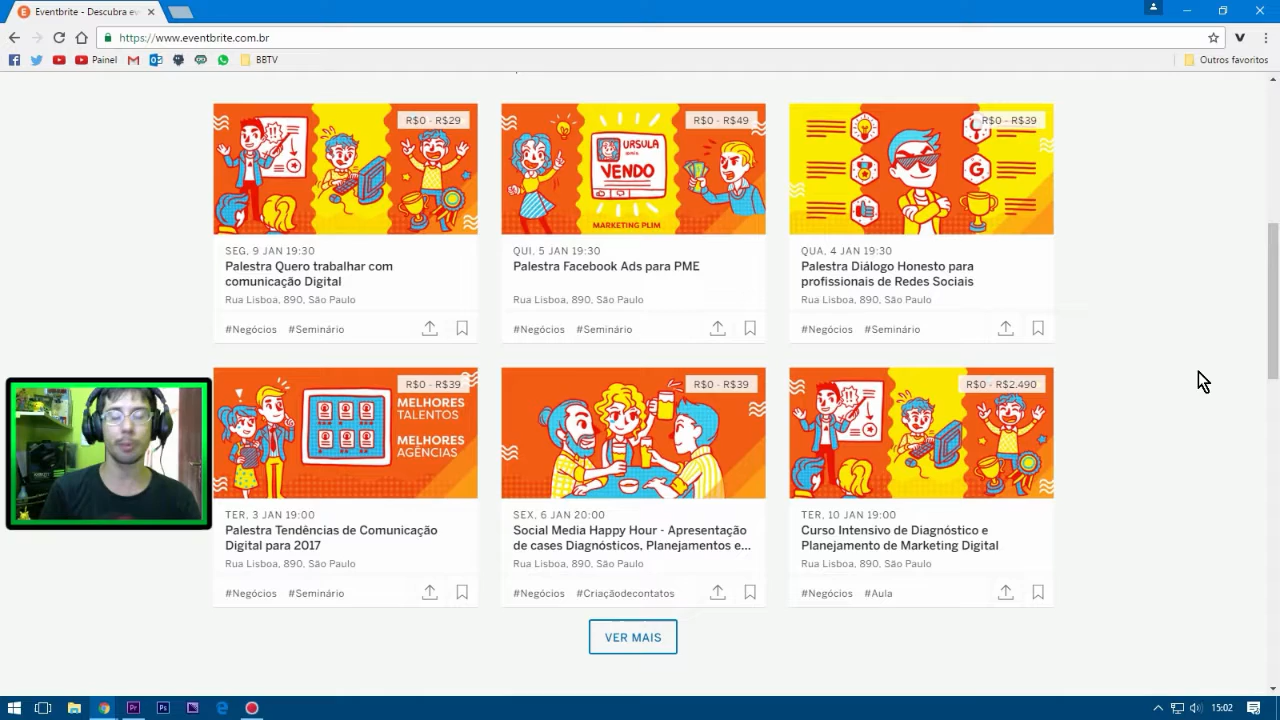 Eventbrite - Descubra ev
https://www.eventbrite.com.br
Painel
BBTV
Outros favoritos
R$0 - R$29
SEG, 9 JAN 19:30
Palestra Quero trabalhar com
comunicação Digital
Rua Lisboa, 890, São Paulo
#Negócios #Seminário
URSULA
VENDO
MARKETING PLIM
R$0 - R$49
QUI, 5 JAN 19:30
Palestra Facebook Ads para PME
Rua Lisboa, 890, São Paulo
#Negócios #Seminário
R$0 - R$39
G
QUA, 4 JAN 19:30
Palestra Diálogo Honesto para
profissionais de Redes Sociais
Rua Lisboa, 890, São Paulo
#Negócios #Seminário
R$0 - R$39
MELHORES
TALENTOS
MELHORES
AGÊNCIAS
TER, 3 JAN 19:00
Palestra Tendências de Comunicação
Digital para 2017
Rua Lisboa, 890, São Paulo
#Negócios #Seminário
R$0 - R$39
SEX, 6 JAN 20:00
Social Media Happy Hour - Apresentação
de cases Diagnósticos, Planejamentos e...
Rua Lisboa, 890, São Paulo
#Negócios #Criaçãodecontatos
R$0 - R$2.490
TER, 10 JAN 19:00
Curso Intensivo de Diagnóstico e
Planejamento de Marketing Digital
Rua Lisboa, 890, São Paulo
#Negócios #Aula
VER MAIS
15:02